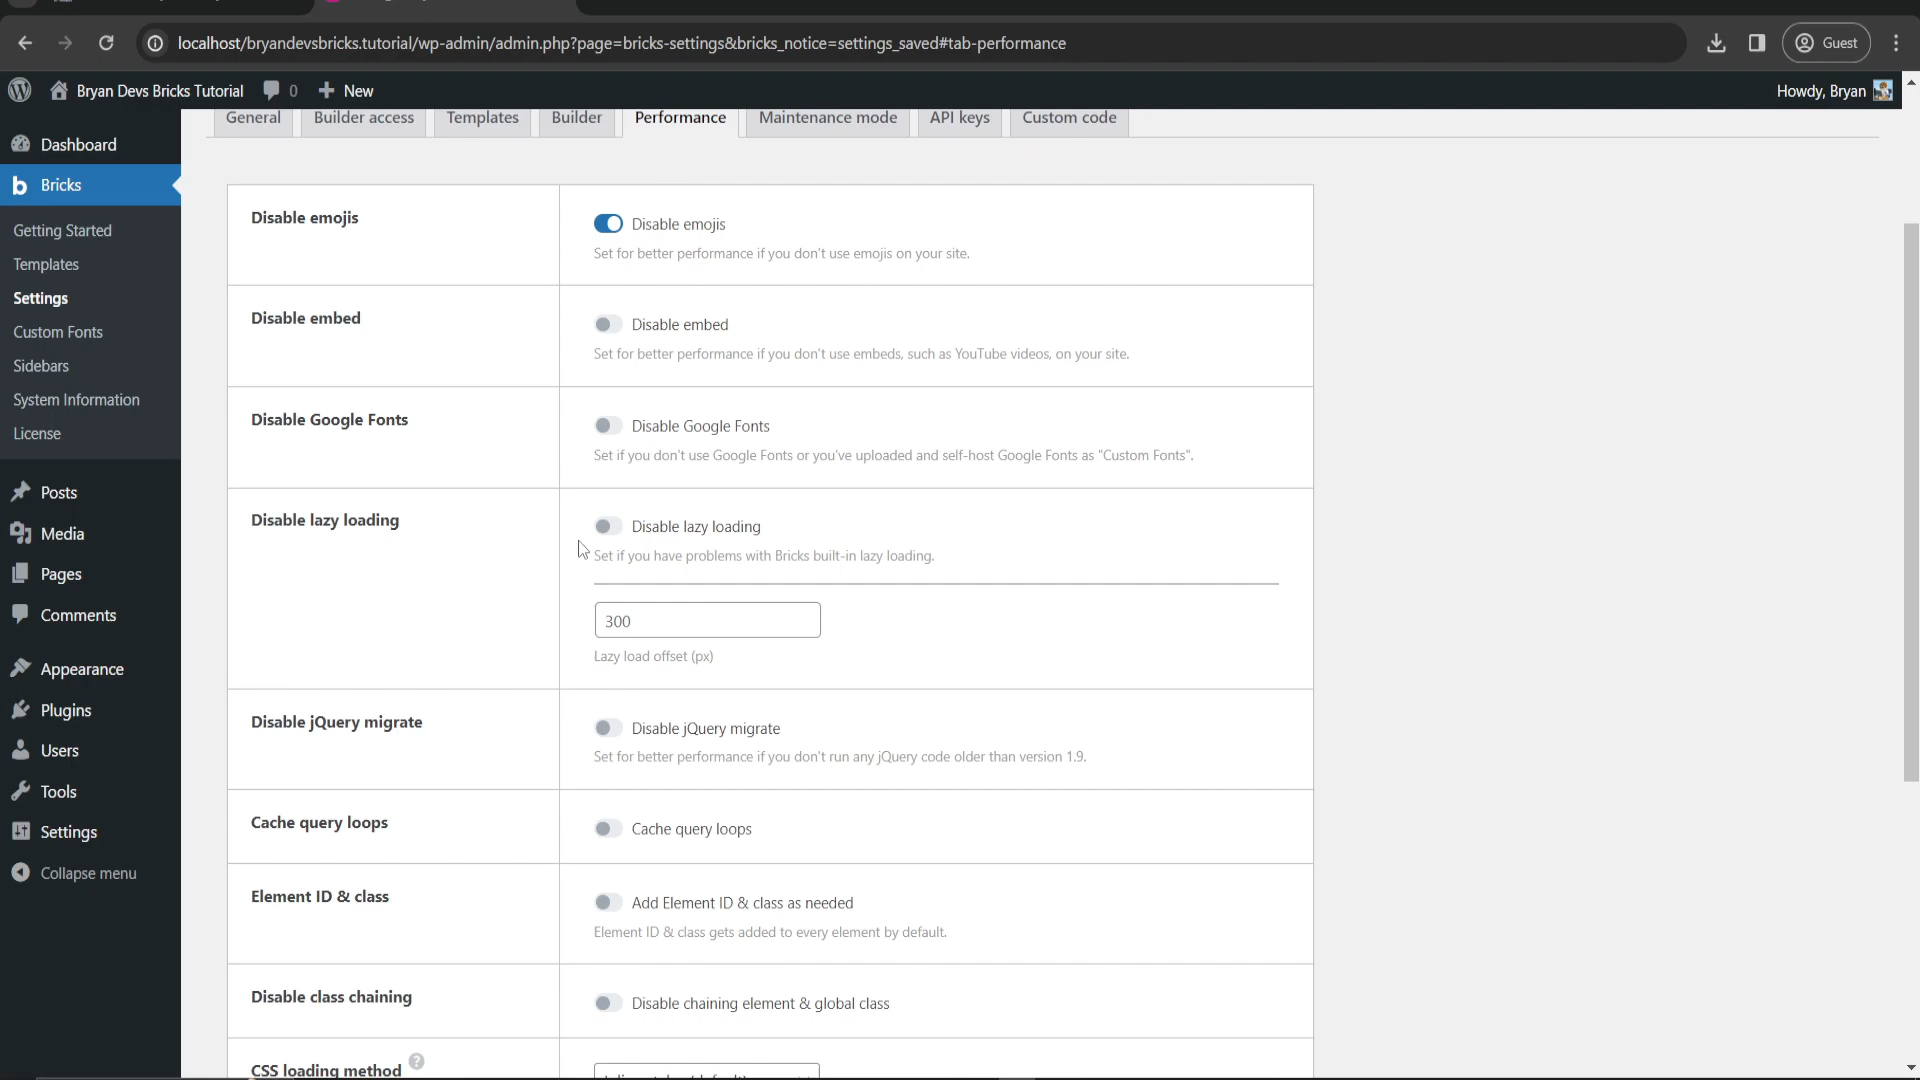 localhost/bryandevsbricks.tutorial/wp-admin/admin.php?page=bricks-settings&bricks_notice=settings_saved#tab-performance
Guest
Bryan Devs Bricks Tutorial
0
New
Howdy, Bryan
General
Builder access
Templates
Builder
Performance
Maintenance mode
API keys
Custom code
Dashboard
Bricks
Getting Started
Templates
Settings
Custom Fonts
Sidebars
System Information
License
Posts
Media
Pages
Comments
Appearance
Plugins
Users
Tools
Settings
Collapse menu
Disable emojis
Disable emojis
Set for better performance if you don't use emojis on your site.
Disable embed
Disable embed
Set for better performance if you don't use embeds, such as YouTube videos, on your site.
Disable Google Fonts
Disable Google Fonts
Set if you don't use Google Fonts or you've uploaded and self-host Google Fonts as "Custom Fonts".
Disable lazy loading
Disable lazy loading
Set if you have problems with Bricks built-in lazy loading.
300
Lazy load offset (px)
Disable jQuery migrate
Disable jQuery migrate
Set for better performance if you don't run any jQuery code older than version 1.9.
Cache query loops
Cache query loops
Element ID & class
Add Element ID & class as needed
Element ID & class gets added to every element by default.
Disable class chaining
Disable chaining element & global class
CSS loading method
?